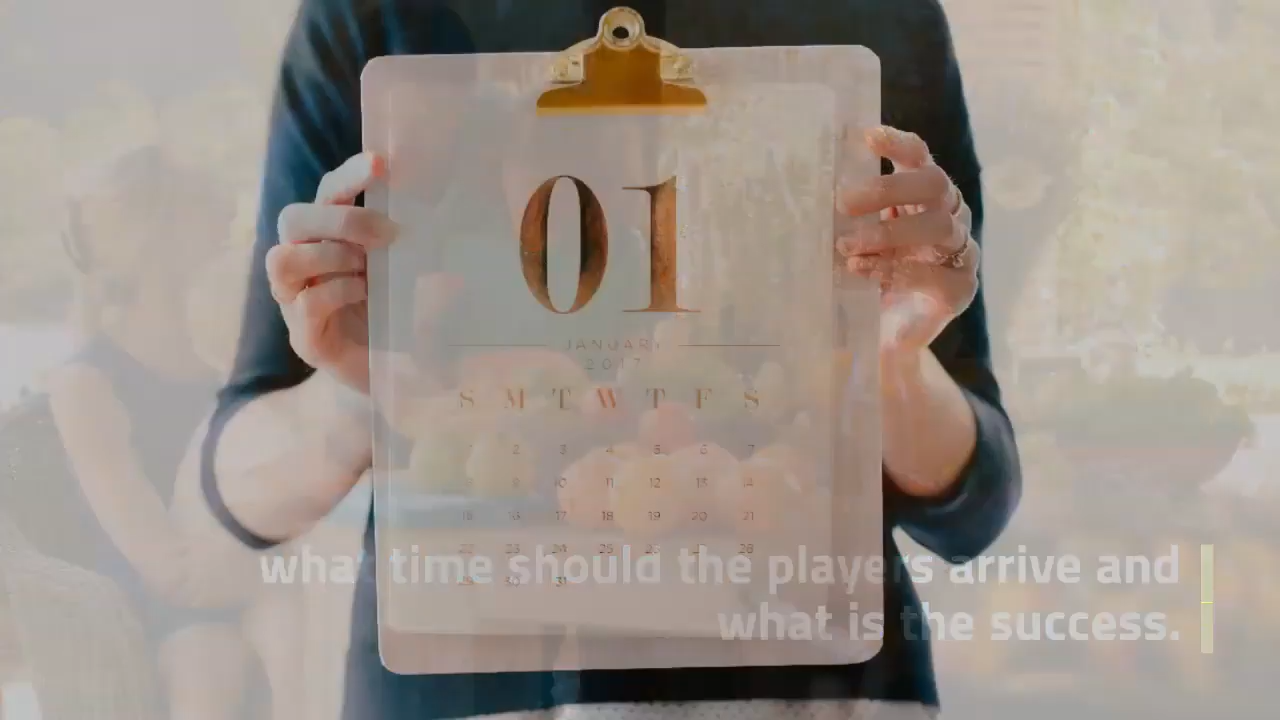 01
JANUARY
2017
S M T W T F S
1 2 3 4 5 6 7
8 9 10 11 12 13 14
15 16 17 18 19 20 21
22 23 24 25 26 27 28
29 30 31
what time should the players arrive and
what is the success.